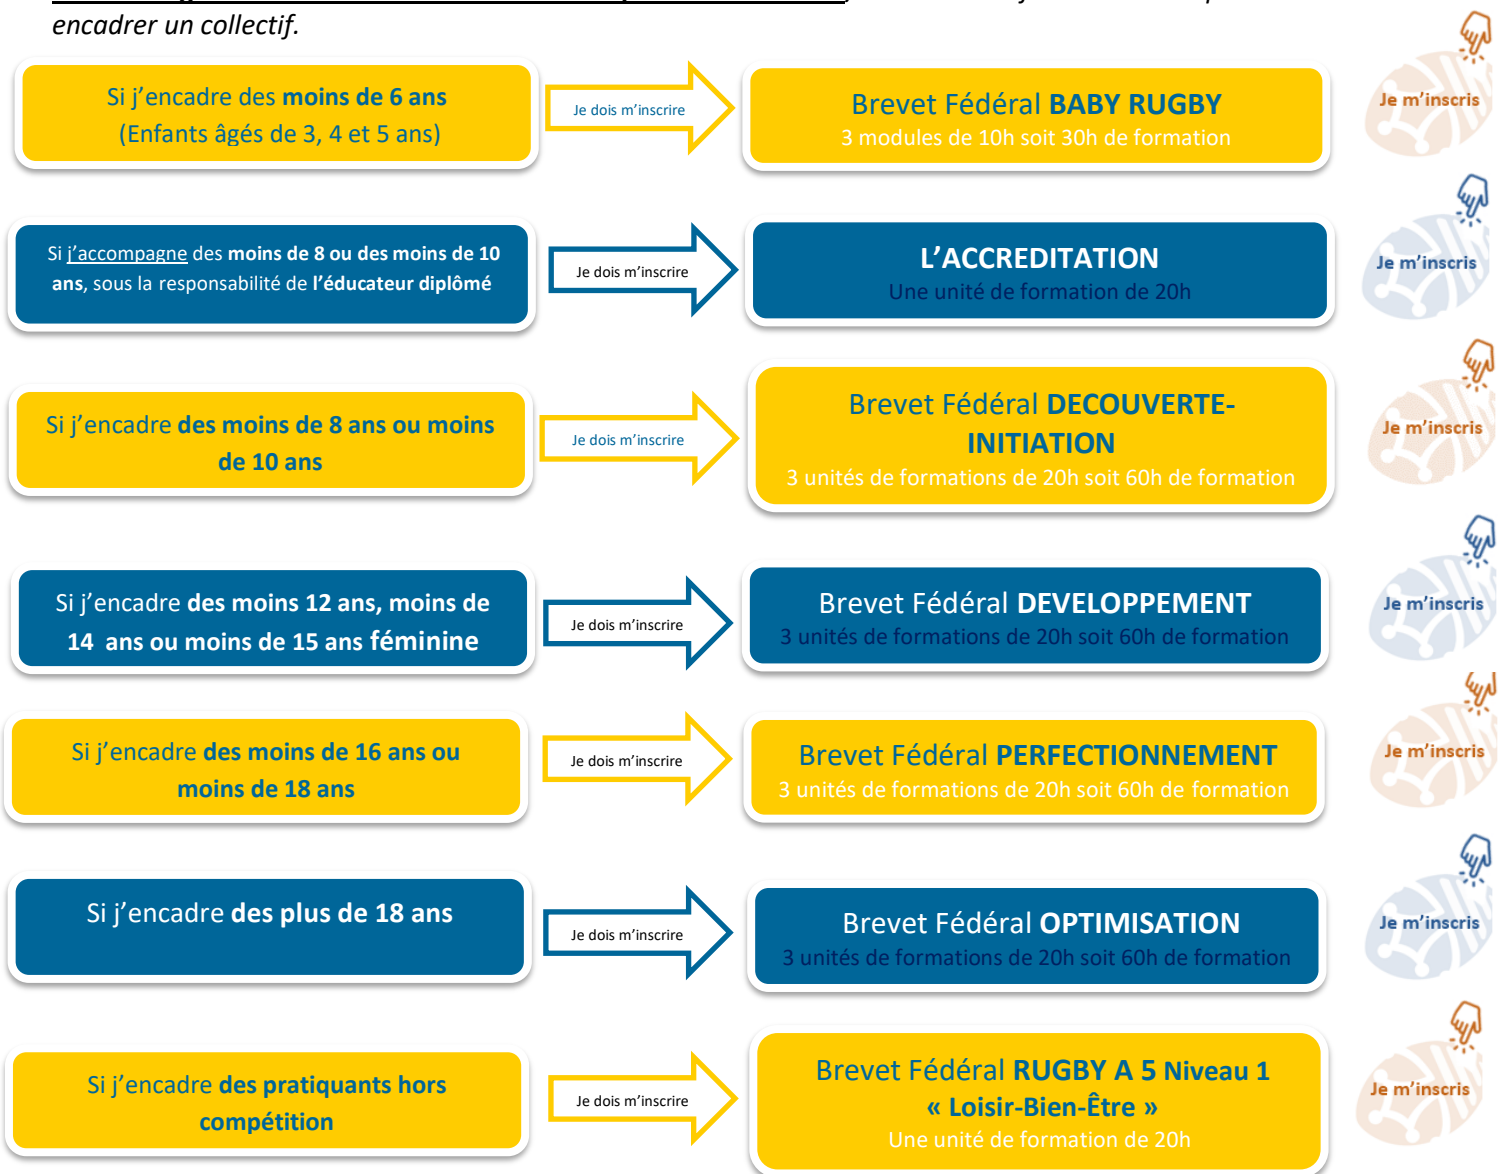 encadrer un collectif.
Si j’encadre des moins de 6 ans
(Enfants âgés de 3, 4 et 5 ans)
Je dois m’inscrire
Brevet Fédéral BABY RUGBY
3 modules de 10h soit 30h de formation
Je m’inscris
Si j’accompagne des moins de 8 ou des moins de 10
ans, sous la responsabilité de l’éducateur diplômé
Je dois m’inscrire
L’ACCREDITATION
Une unité de formation de 20h
Je m’inscris
Si j’encadre des moins de 8 ans ou moins
de 10 ans
Je dois m’inscrire
Brevet Fédéral DECOUVERTE-
INITIATION
3 unités de formations de 20h soit 60h de formation
Je m’inscris
Si j’encadre des moins 12 ans, moins de
14 ans ou moins de 15 ans féminine
Je dois m’inscrire
Brevet Fédéral DEVELOPPEMENT
3 unités de formations de 20h soit 60h de formation
Je m’inscris
Si j’encadre des moins de 16 ans ou
moins de 18 ans
Je dois m’inscrire
Brevet Fédéral PERFECTIONNEMENT
3 unités de formations de 20h soit 60h de formation
Je m’inscris
Si j’encadre des plus de 18 ans
Je dois m’inscrire
Brevet Fédéral OPTIMISATION
3 unités de formations de 20h soit 60h de formation
Je m’inscris
Si j’encadre des pratiquants hors
compétition
Je dois m’inscrire
Brevet Fédéral RUGBY A 5 Niveau 1
« Loisir-Bien-Être »
Une unité de formation de 20h
Je m’inscris